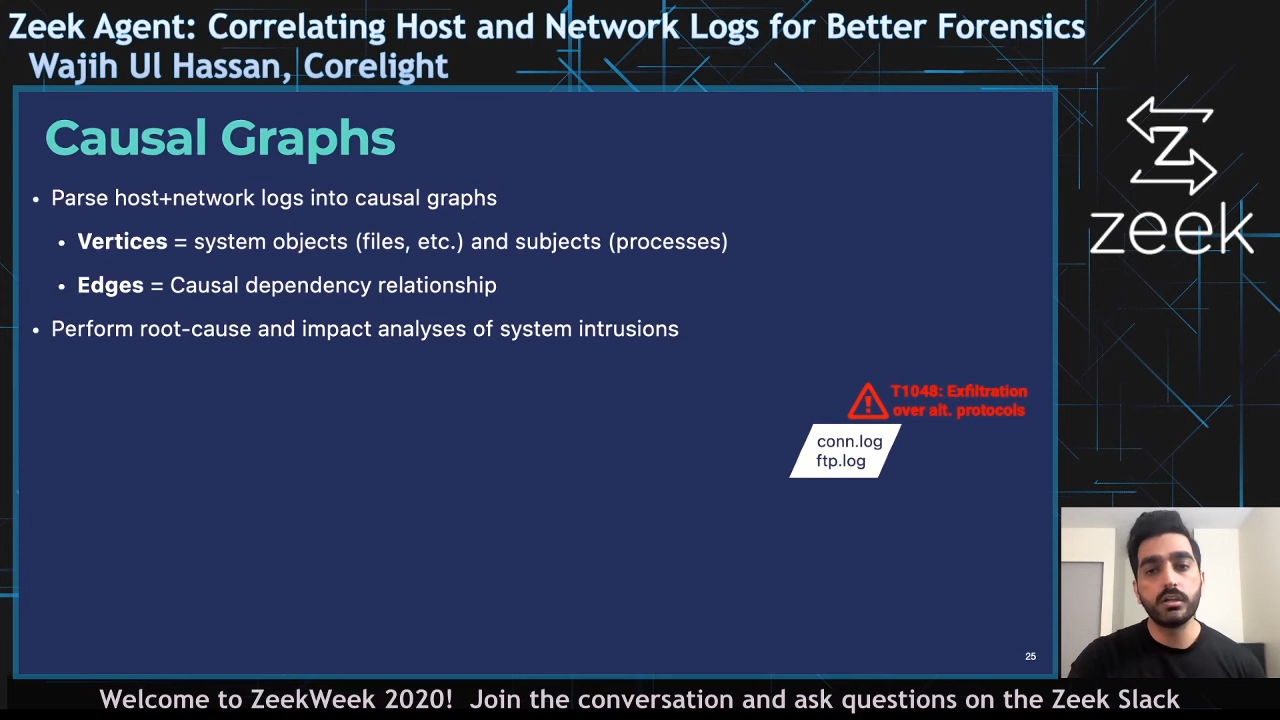 Zeek Agent: Correlating Host and Network Logs for Better Forensics
Wajih Ul Hassan, Corelight
Causal Graphs
• Parse host+network logs into causal graphs
• Vertices = system objects (files, etc.) and subjects (processes)
• Edges = Causal dependency relationship
• Perform root-cause and impact analyses of system intrusions
T1048: Exfiltration
over alt. protocols
conn.log
ftp.log
25
Z
zeek
Welcome to ZeekWeek 2020! Join the conversation and ask questions on the Zeek Slack